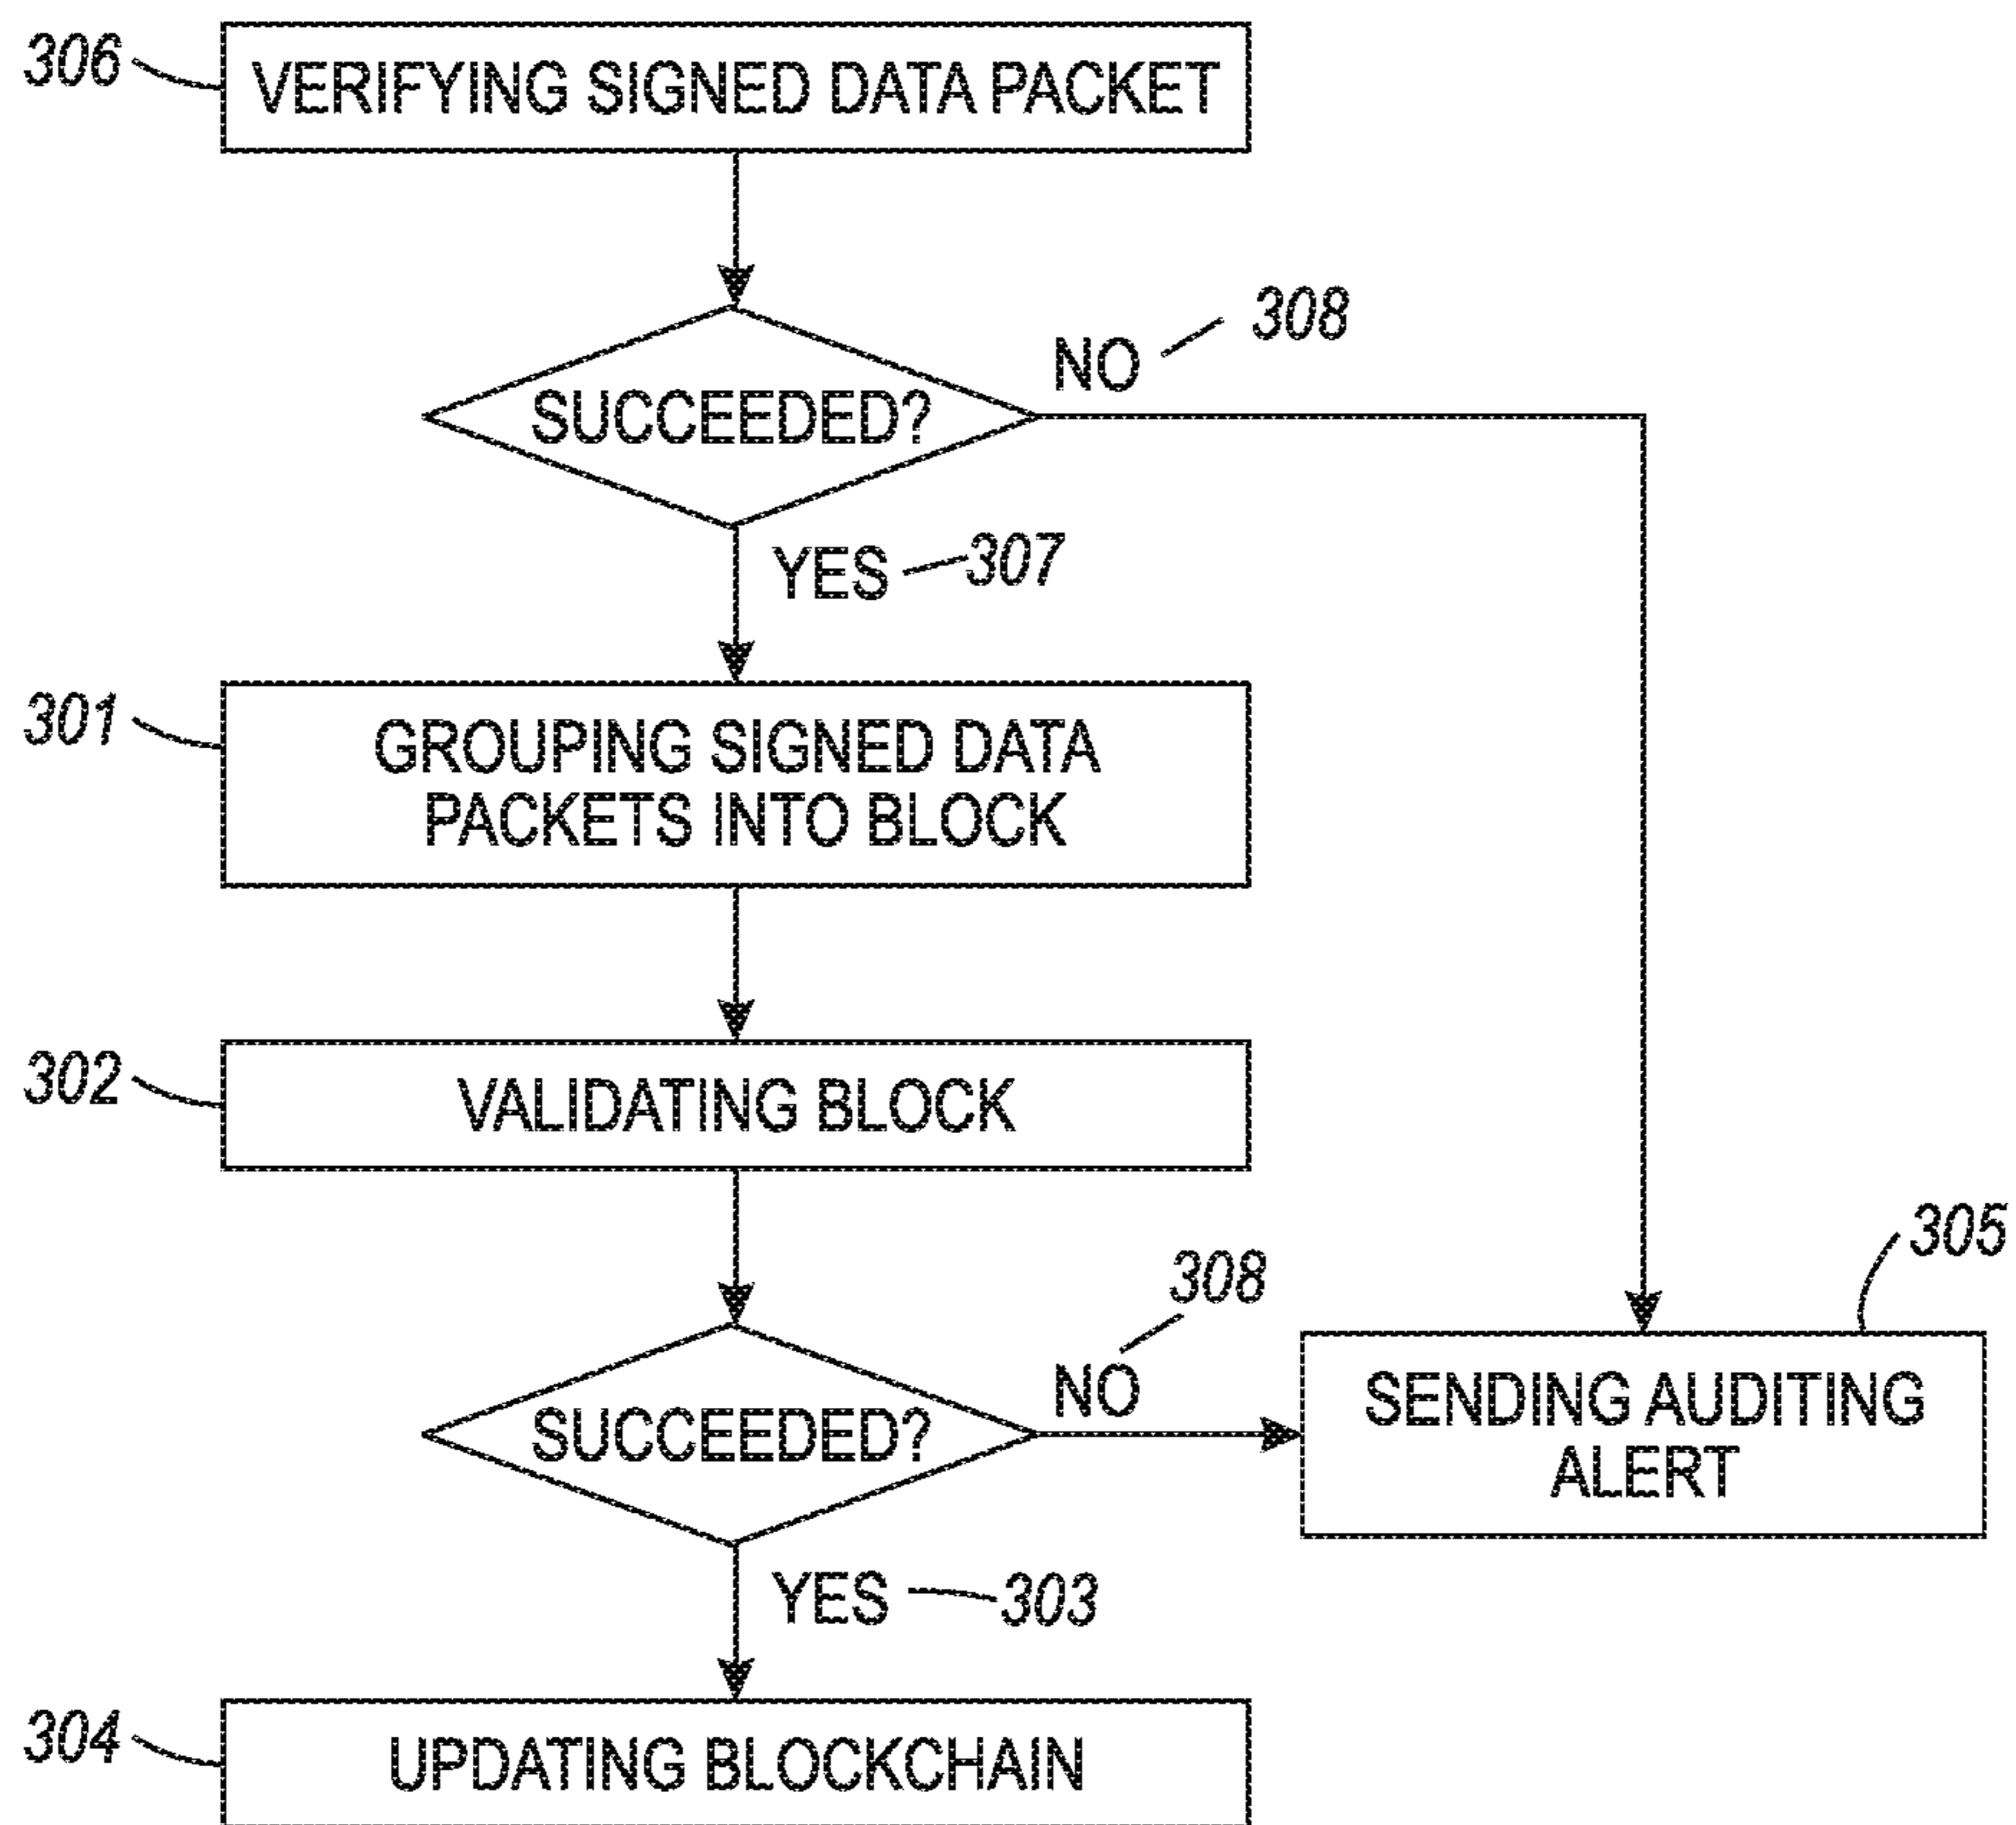 306
VERIFYING SIGNED DATA PACKET
308
NO
SUCCEEDED?
YES
307
301
GROUPING SIGNED DATA
PACKETS INTO BLOCK
302
VALIDATING BLOCK
305
308
NO
SUCCEEDED?
SENDING AUDITING
ALERT
YES
303
304
UPDATING BLOCKCHAIN